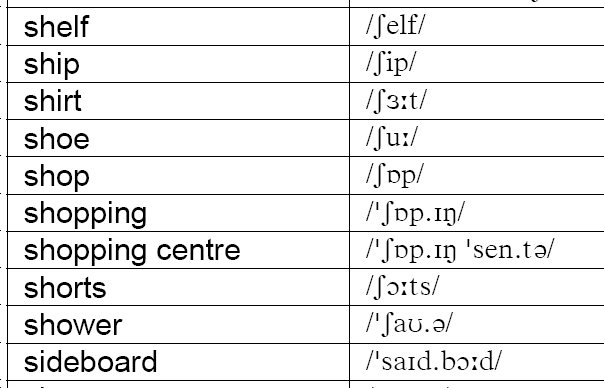 shelf /ʃelf/
ship /ʃip/
shirt /ʃɜːt/
shoe /ʃuː/
shop /ʃɒp/
shopping /ˈʃɒp.ɪŋ/
shopping centre /ˈʃɒp.ɪŋ ˈsen.tə/
shorts /ʃɔːts/
shower /ˈʃaʊ.ə/
sideboard /ˈsaɪd.bɔːd/